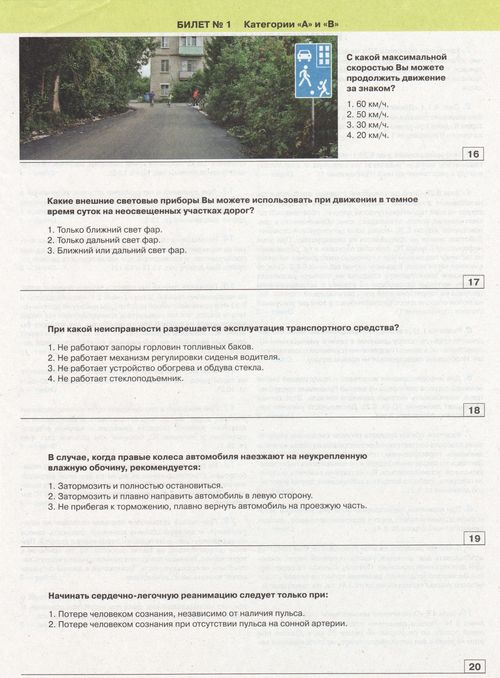 БИЛЕТ № 1 Категории «А» и «В»
С какой максимальной
скоростью Вы можете
продолжить движение
за знаком?
1. 60 км/ч.
2. 50 км/ч.
3. 30 км/ч.
4. 20 км/ч.
16
Какие внешние световые приборы Вы можете использовать при движении в темное
время суток на неосвещенных участках дорог?
1. Только ближний свет фар.
2. Только дальний свет фар.
3. Ближний или дальний свет фар.
17
При какой неисправности разрешается эксплуатация транспортного средства?
1. Не работают запоры горловин топливных баков.
2. Не работает механизм регулировки сиденья водителя.
3. Не работает устройство обогрева и обдува стекла.
4. Не работает стеклоподъемник.
18
В случае, когда правые колеса автомобиля наезжают на неукрепленную
влажную обочину, рекомендуется:
1. Затормозить и полностью остановиться.
2. Затормозить и плавно направить автомобиль в левую сторону.
3. Не прибегая к торможению, плавно вернуть автомобиль на проезжую часть.
19
Начинать сердечно-легочную реанимацию следует только при:
1. Потере человеком сознания, независимо от наличия пульса.
2. Потере человеком сознания при отсутствии пульса на сонной артерии.
20